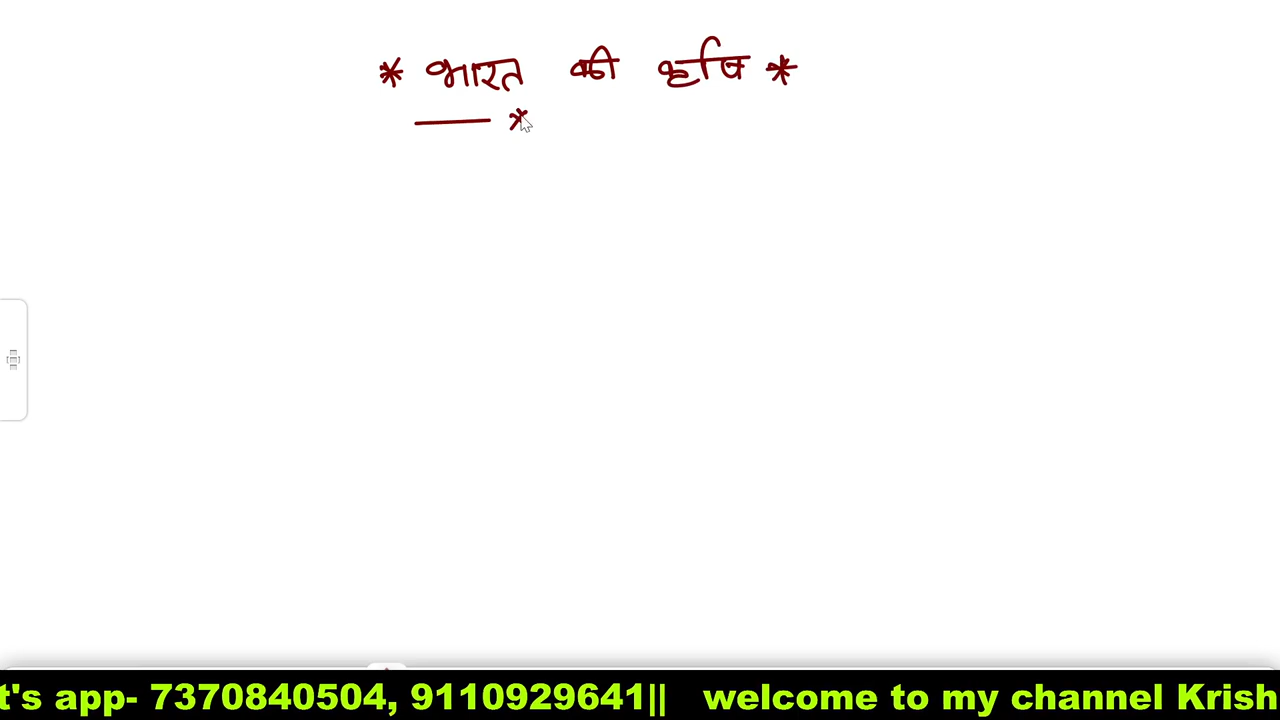 * भारत की कृषि *
—— *
t's app- 7370840504, 9110929641|| welcome to my channel Krish